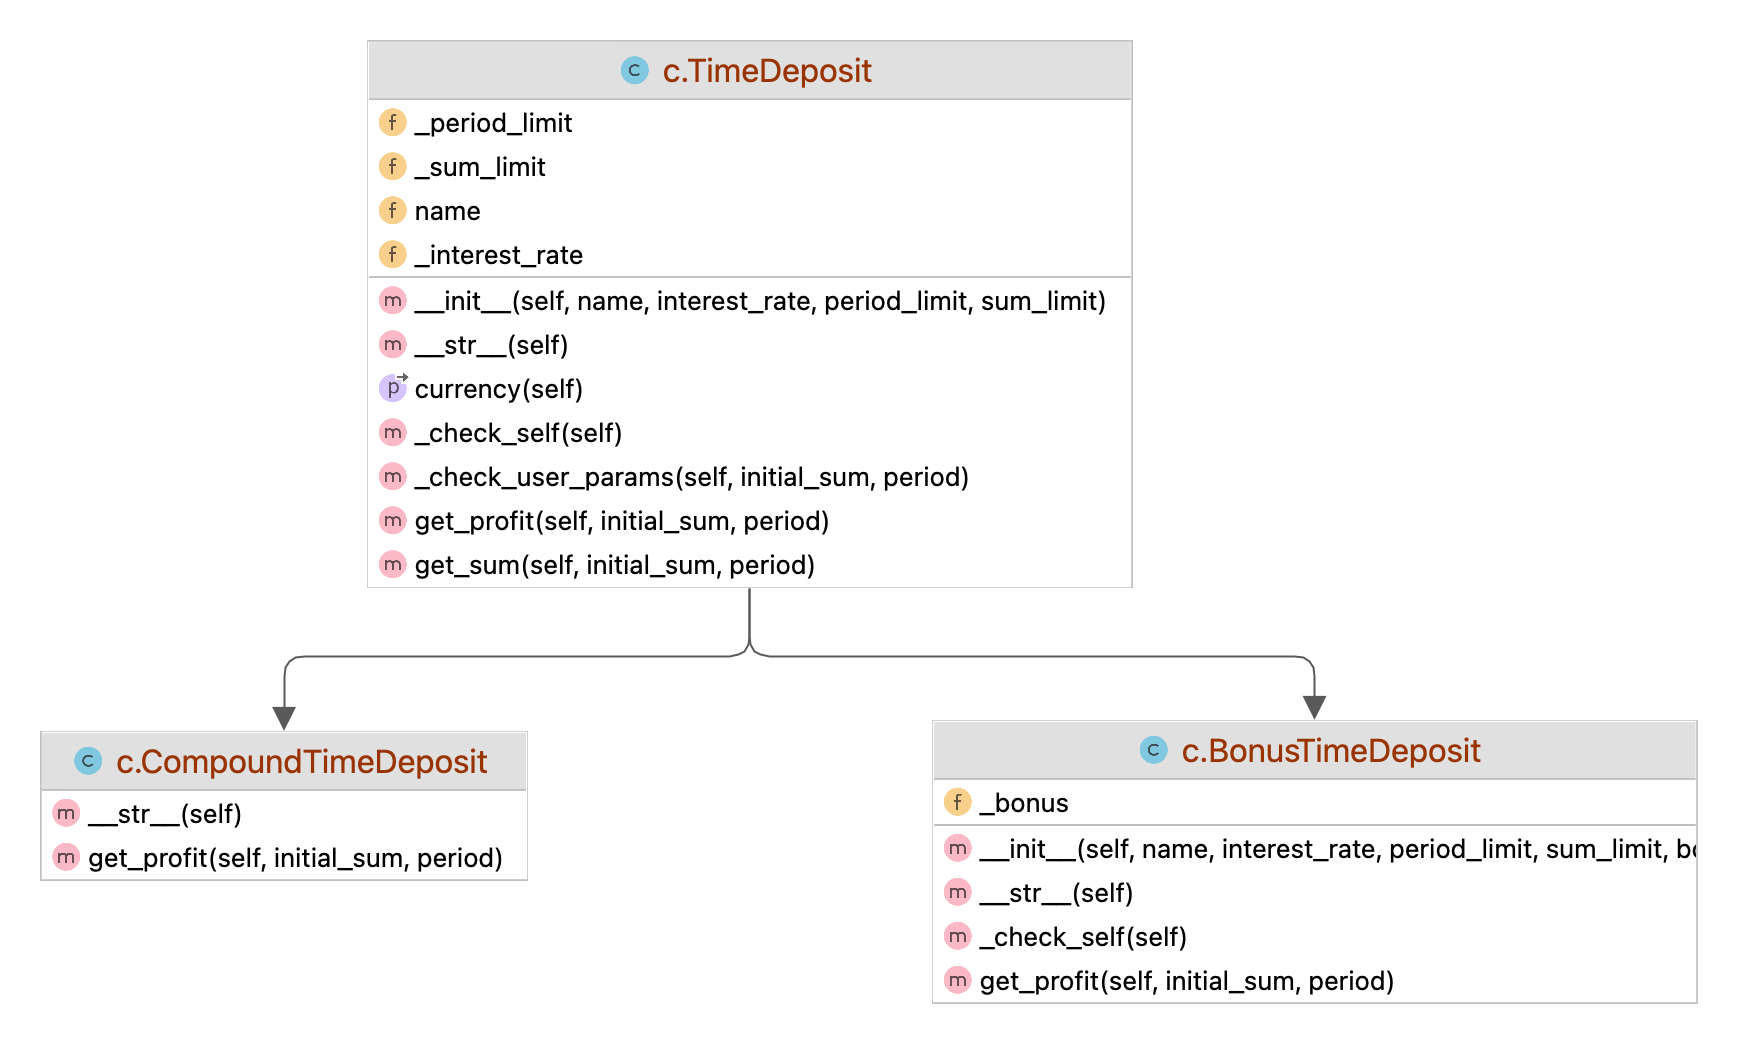 c.TimeDeposit
_period_limit
_sum_limit
name
_interest_rate
__init__(self, name, interest_rate, period_limit, sum_limit)
__str__(self)
currency(self)
_check_self(self)
_check_user_params(self, initial_sum, period)
get_profit(self, initial_sum, period)
get_sum(self, initial_sum, period)
c.CompoundTimeDeposit
__str__(self)
get_profit(self, initial_sum, period)
c.BonusTimeDeposit
_bonus
__init__(self, name, interest_rate, period_limit, sum_limit,
__str__(self)
_check_self(self)
get_profit(self, initial_sum, period)